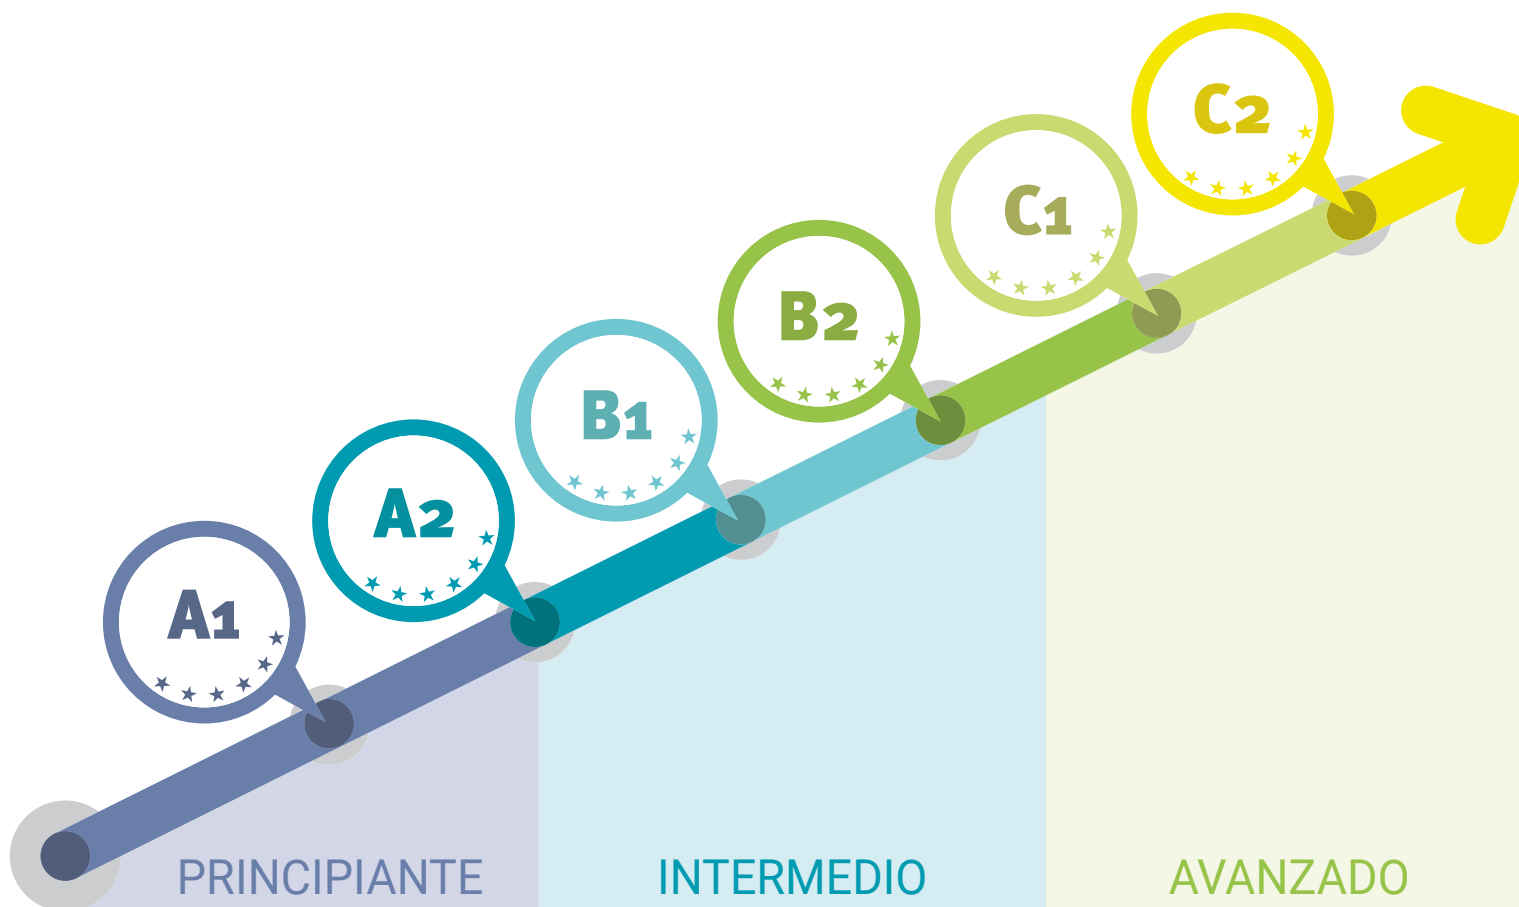 C2
C1
B2
B1
A2
A1
PRINCIPIANTE
INTERMEDIO
AVANZADO